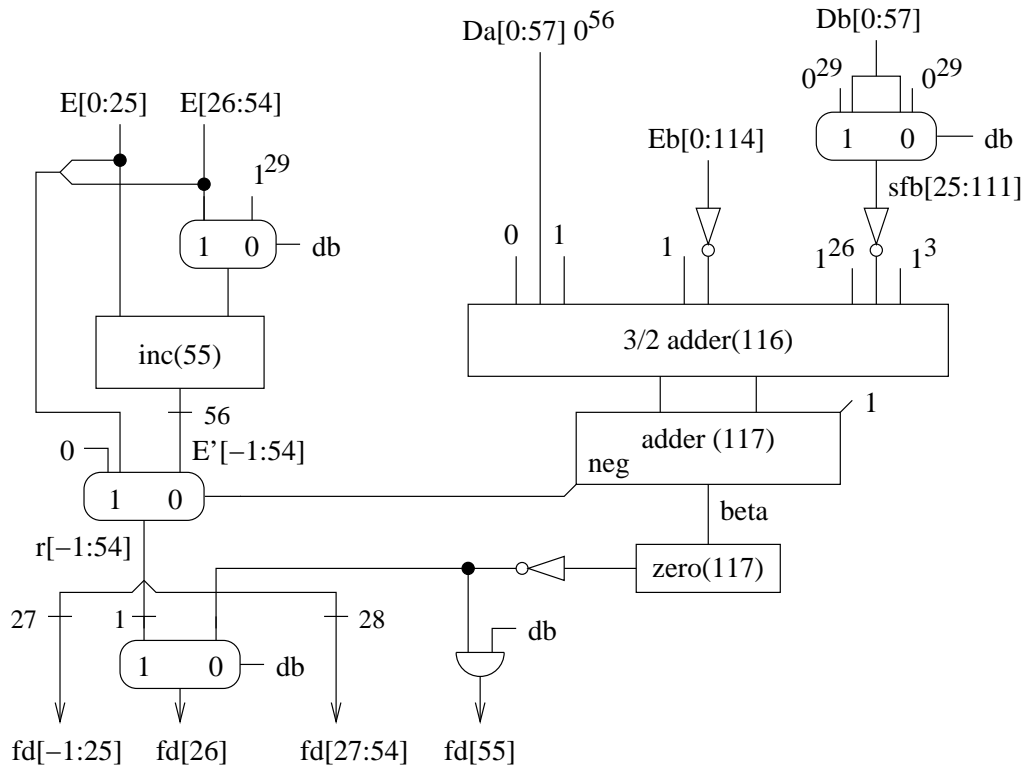 Da[0:57] 0^56
Db[0:57]
0^29
0^29
E[0:25]
E[26:54]
1 0
db
Eb[0:114]
1^29
sfb[25:111]
1 0
db
0
1
1
1^26
1^3
inc(55)
3/2 adder(116)
56
1
0
E'[−1:54]
adder (117)
neg
1 0
beta
r[−1:54]
zero(117)
27
1
28
db
1 0
db
fd[−1:25]
fd[26]
fd[27:54]
fd[55]